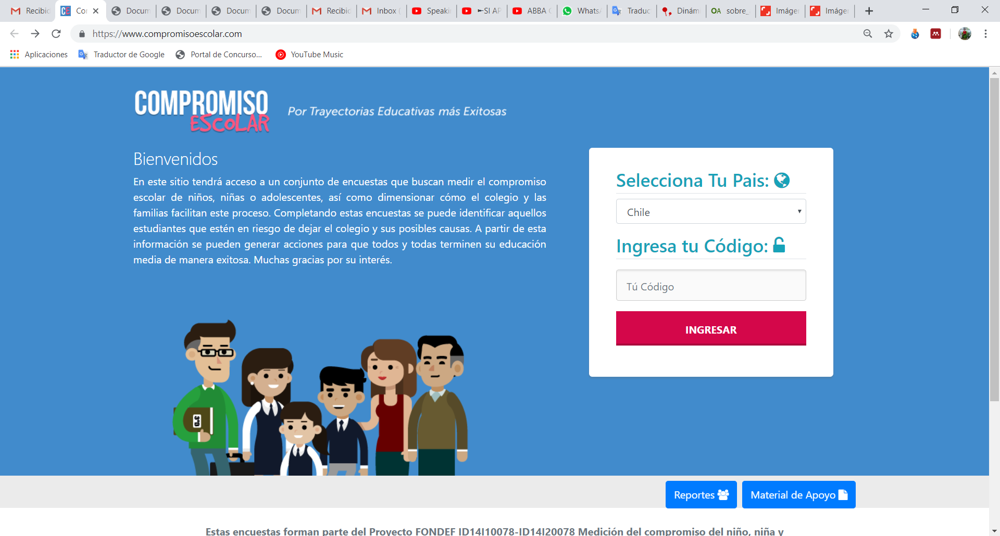 Recibic
Co
Docum
Docum
Docum
Docum
Recibic
Inbox (
Speaki
►SI AP
ABBA
Whats
Traduc
Dinám
sobre_
Imáger
Imáger
https://www.compromisoescolar.com
Aplicaciones
Traductor de Google
Portal de Concurso...
YouTube Music
COMPROMISO
ESCOLAR
Por Trayectorias Educativas más Exitosas
Bienvenidos
En este sitio tendrá acceso a un conjunto de encuestas que buscan medir el compromiso
escolar de niños, niñas o adolescentes, así como dimensionar cómo el colegio y las
familias facilitan este proceso. Completando estas encuestas se puede identificar aquellos
estudiantes que estén en riesgo de dejar el colegio y sus posibles causas. A partir de esta
información se pueden generar acciones para que todos y todas terminen su educación
media de manera exitosa. Muchas gracias por su interés.
Selecciona Tu Pais:
Chile
Ingresa tu Código:
Tú Código
INGRESAR
3ºB
Reportes
Material de Apoyo
Estas encuestas forman parte del Proyecto FONDEF ID14I10078-ID14I20078 Medición del compromiso del niño, niña y